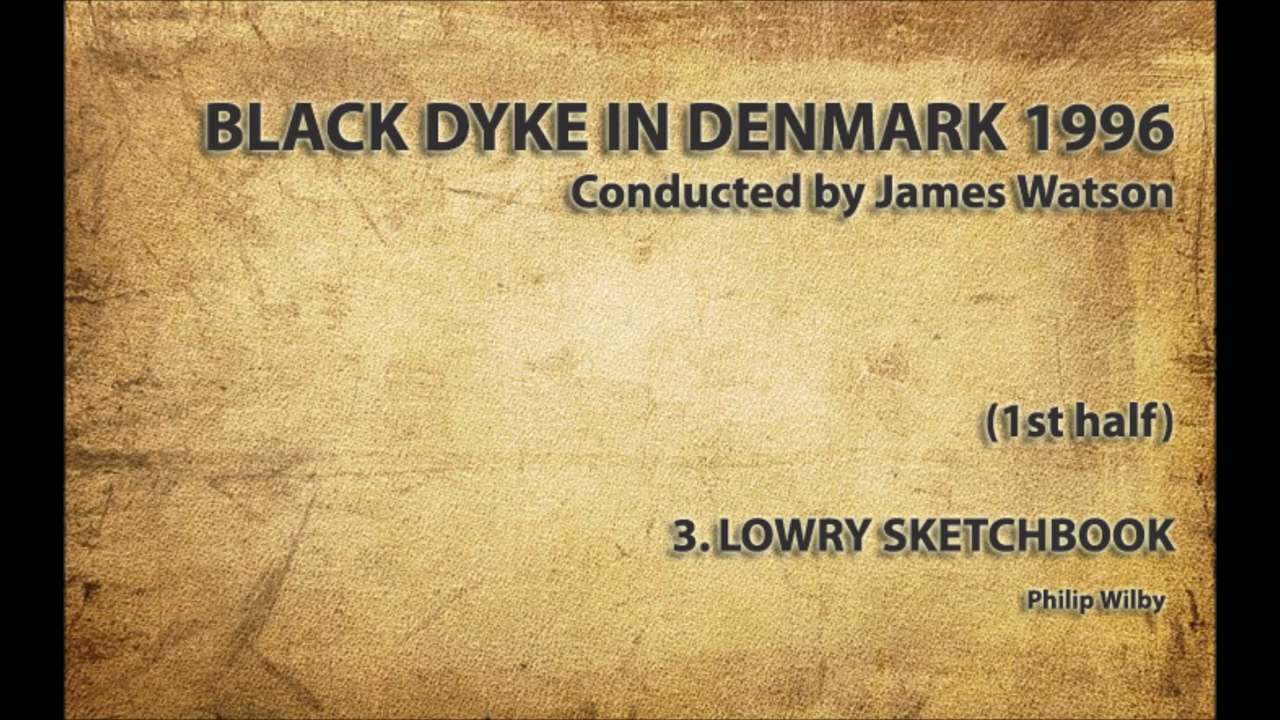 BLACK DYKE IN DENMARK 1996
Conducted by James Watson
(1st half)
3. LOWRY SKETCHBOOK
Philip Wilby